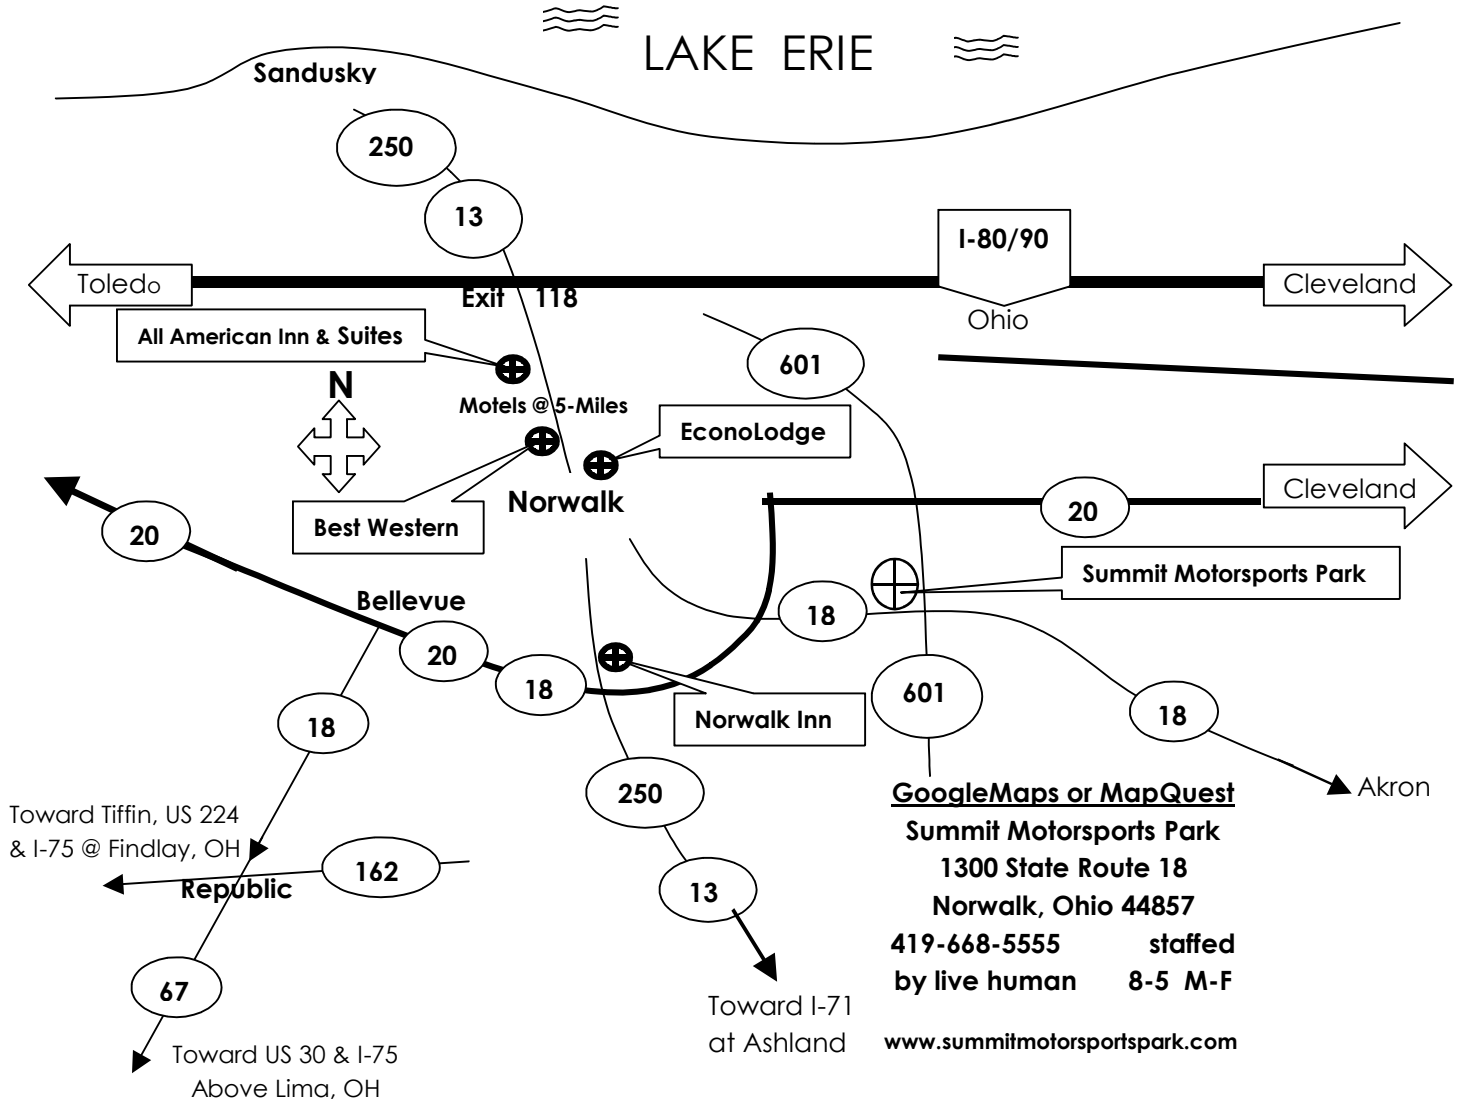 LAKE ERIE
Sandusky
250
13
I-80/90
Toledo
Cleveland
Exit 118
Ohio
All American Inn & Suites
601
N
Motels @ 5-Miles
EconoLodge
Cleveland
Norwalk
20
Best Western
20
Summit Motorsports Park
Bellevue
18
20
18
601
18
Norwalk Inn
18
250
GoogleMaps or MapQuest
Akron
Toward Tiffin, US 224
& I-75 @ Findlay, OH
Summit Motorsports Park
1300 State Route 18
162
Republic
13
Norwalk, Ohio 44857
419-668-5555 staffed
by live human 8-5 M-F
67
Toward I-71
at Ashland
www.summitmotorsportspark.com
Toward US 30 & I-75
Above Lima, OH